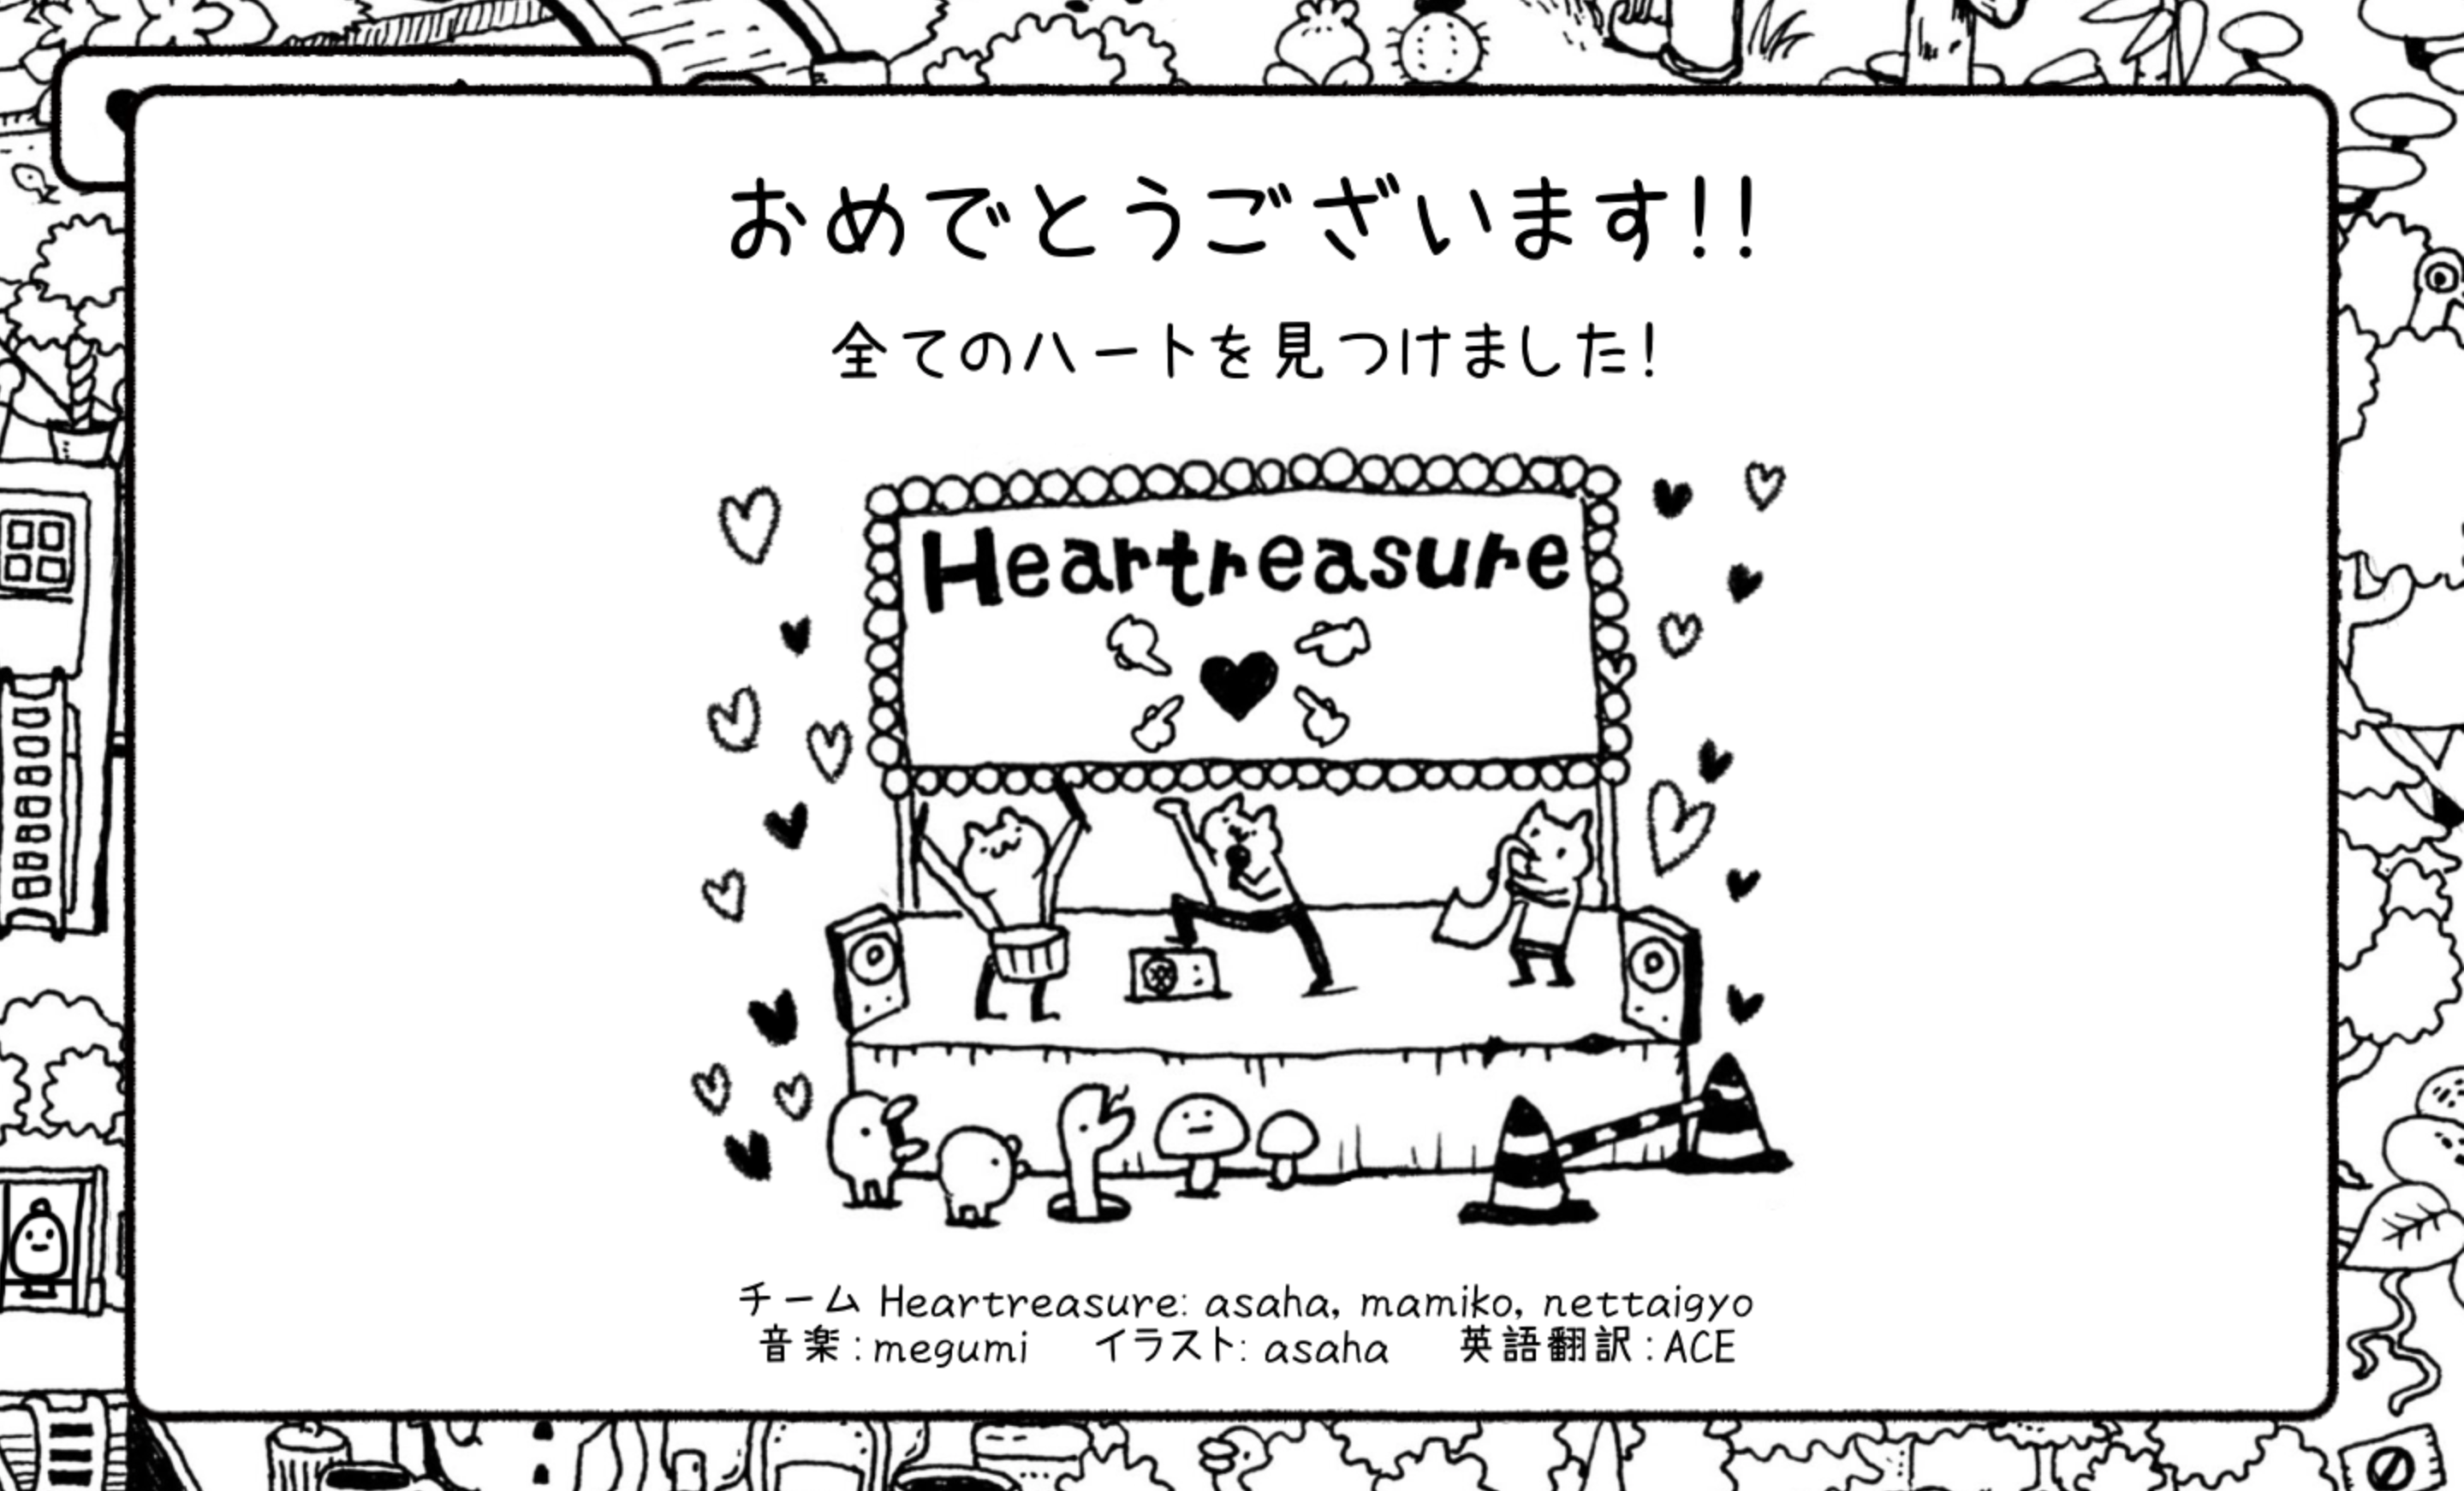 おめでとうございます!!
全てのハートを見つけました!
Heartreasure
チーム Heartreasure: asaha, mamiko, nettaigyo
音楽:megumi イラスト: asaha 英語翻訳:ACE